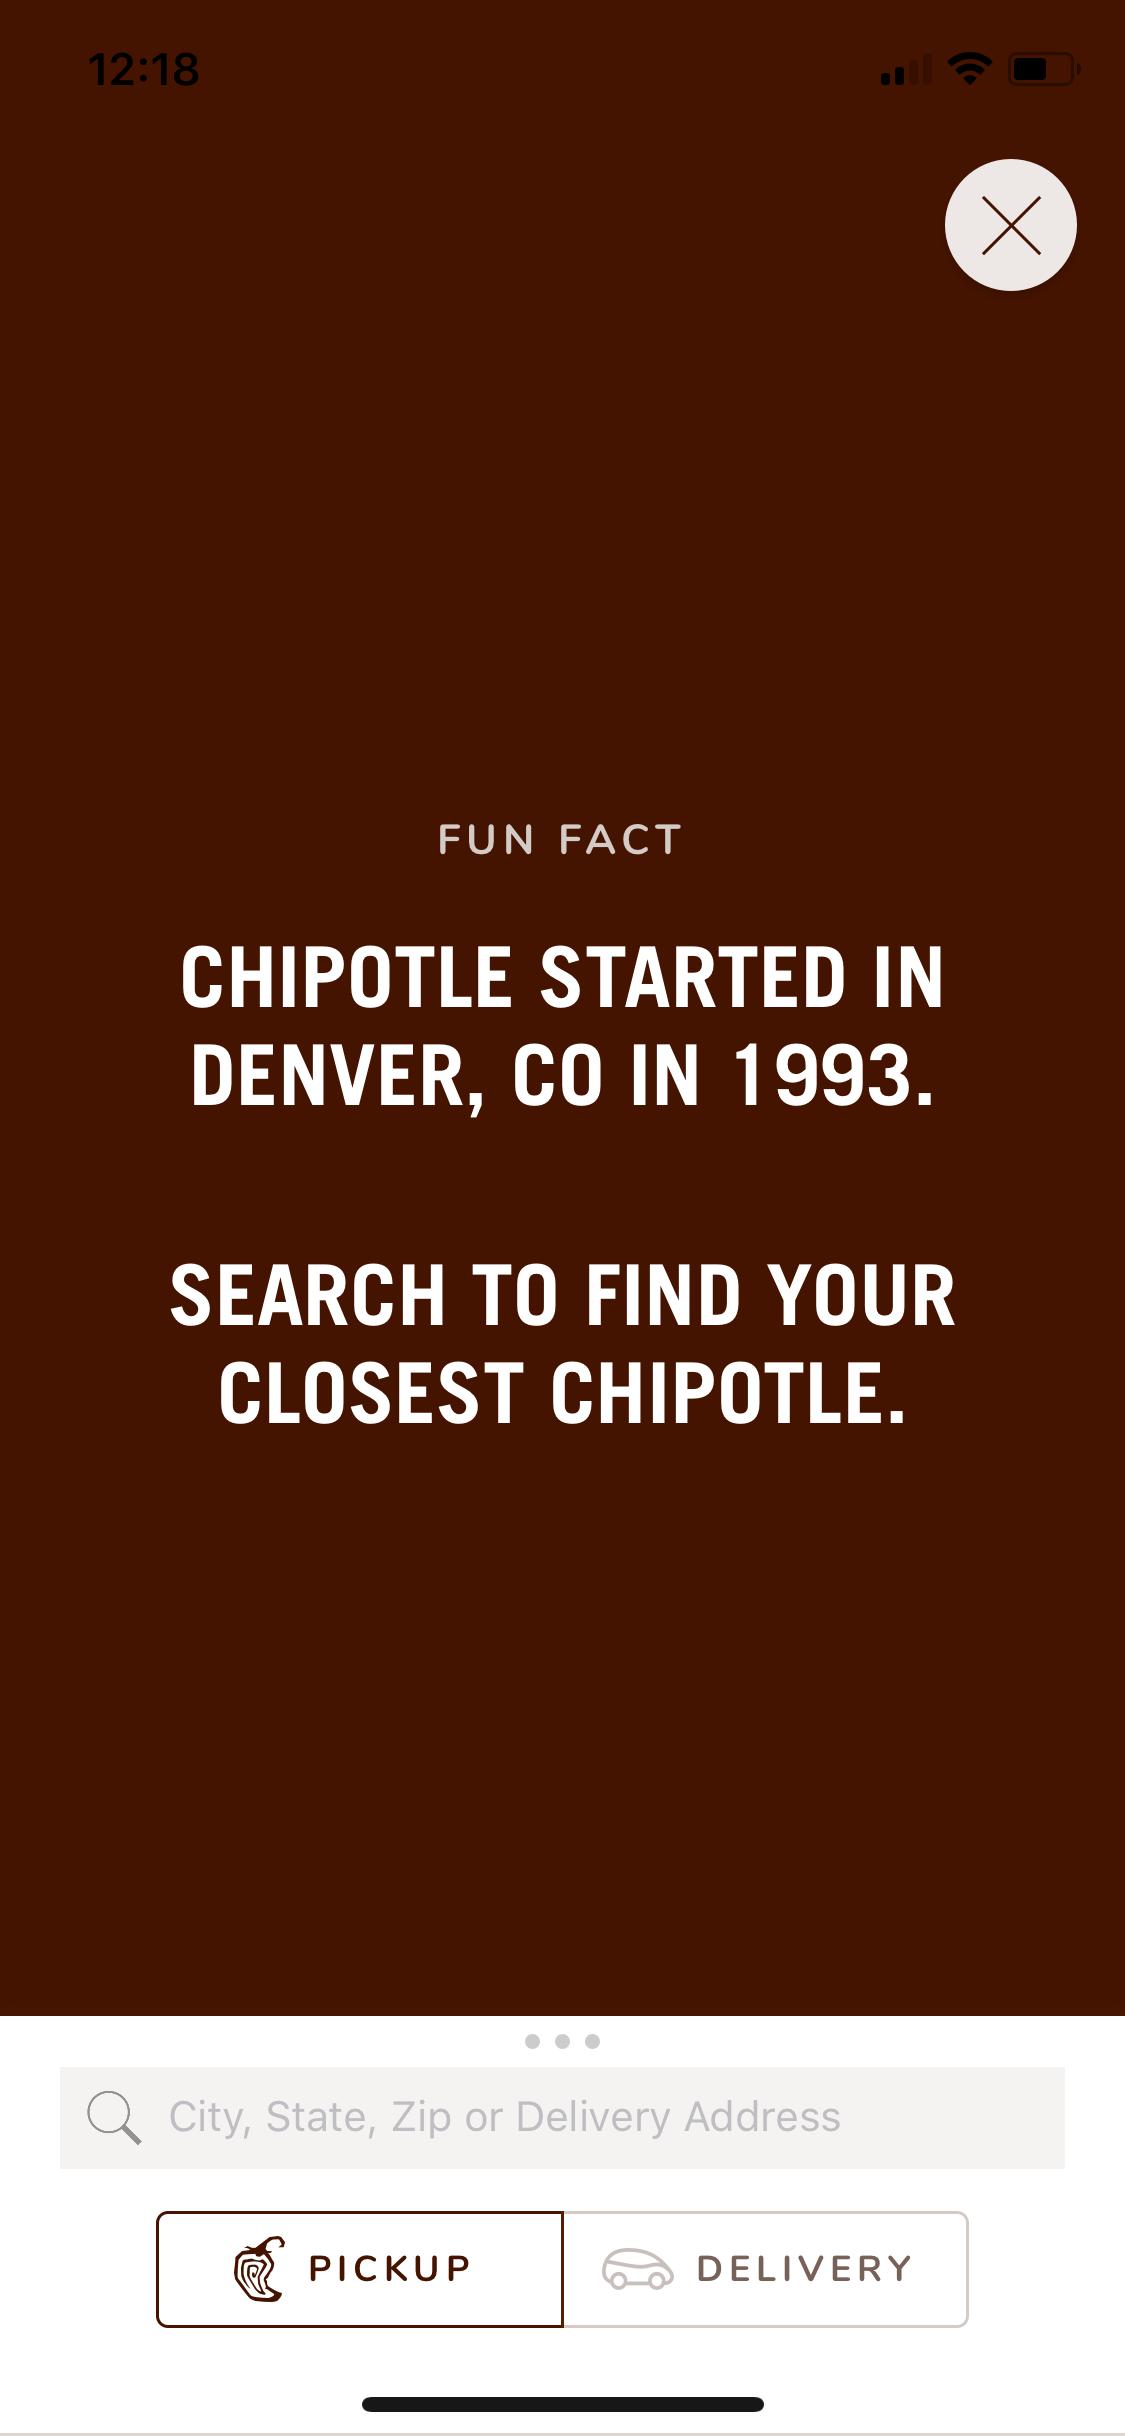 12:18
FUN FACT
CHIPOTLE STARTED IN
DENVER, CO IN 1993.
SEARCH TO FIND YOUR
CLOSEST CHIPOTLE.
City, State, Zip or Delivery Address
PICKUP
DELIVERY